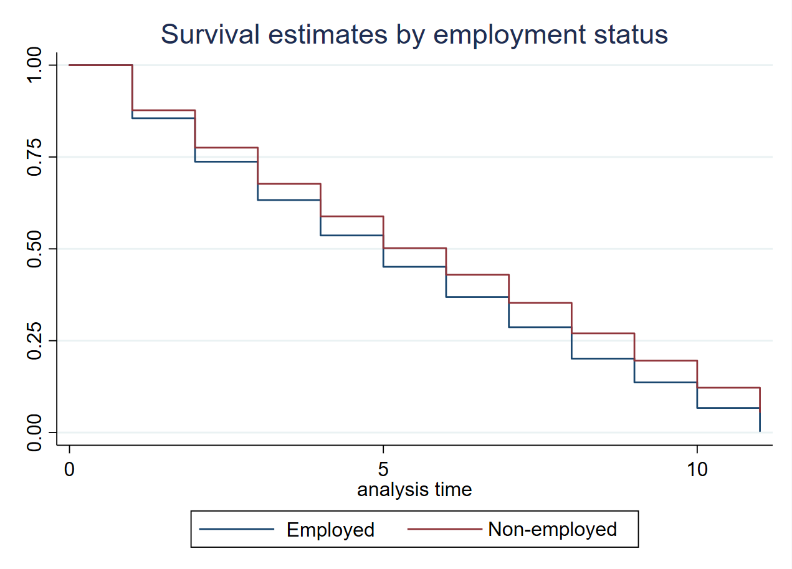 Survival estimates by employment status
1.00
0.75
0.50
0.25
0.00
0 5 10
analysis time
Employed Non-employed